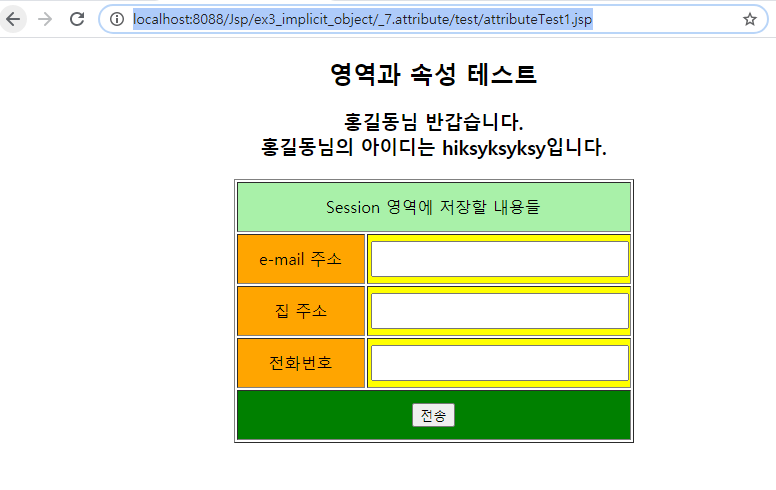 localhost:8088/Jsp/ex3_implicit_object/_7.attribute/test/attributeTest1.jsp
영역과 속성 테스트
홍길동님 반갑습니다.
홍길동님의 아이디는 hiksyksyksy입니다.
Session 영역에 저장할 내용들
e-mail 주소
집 주소
전화번호
전송